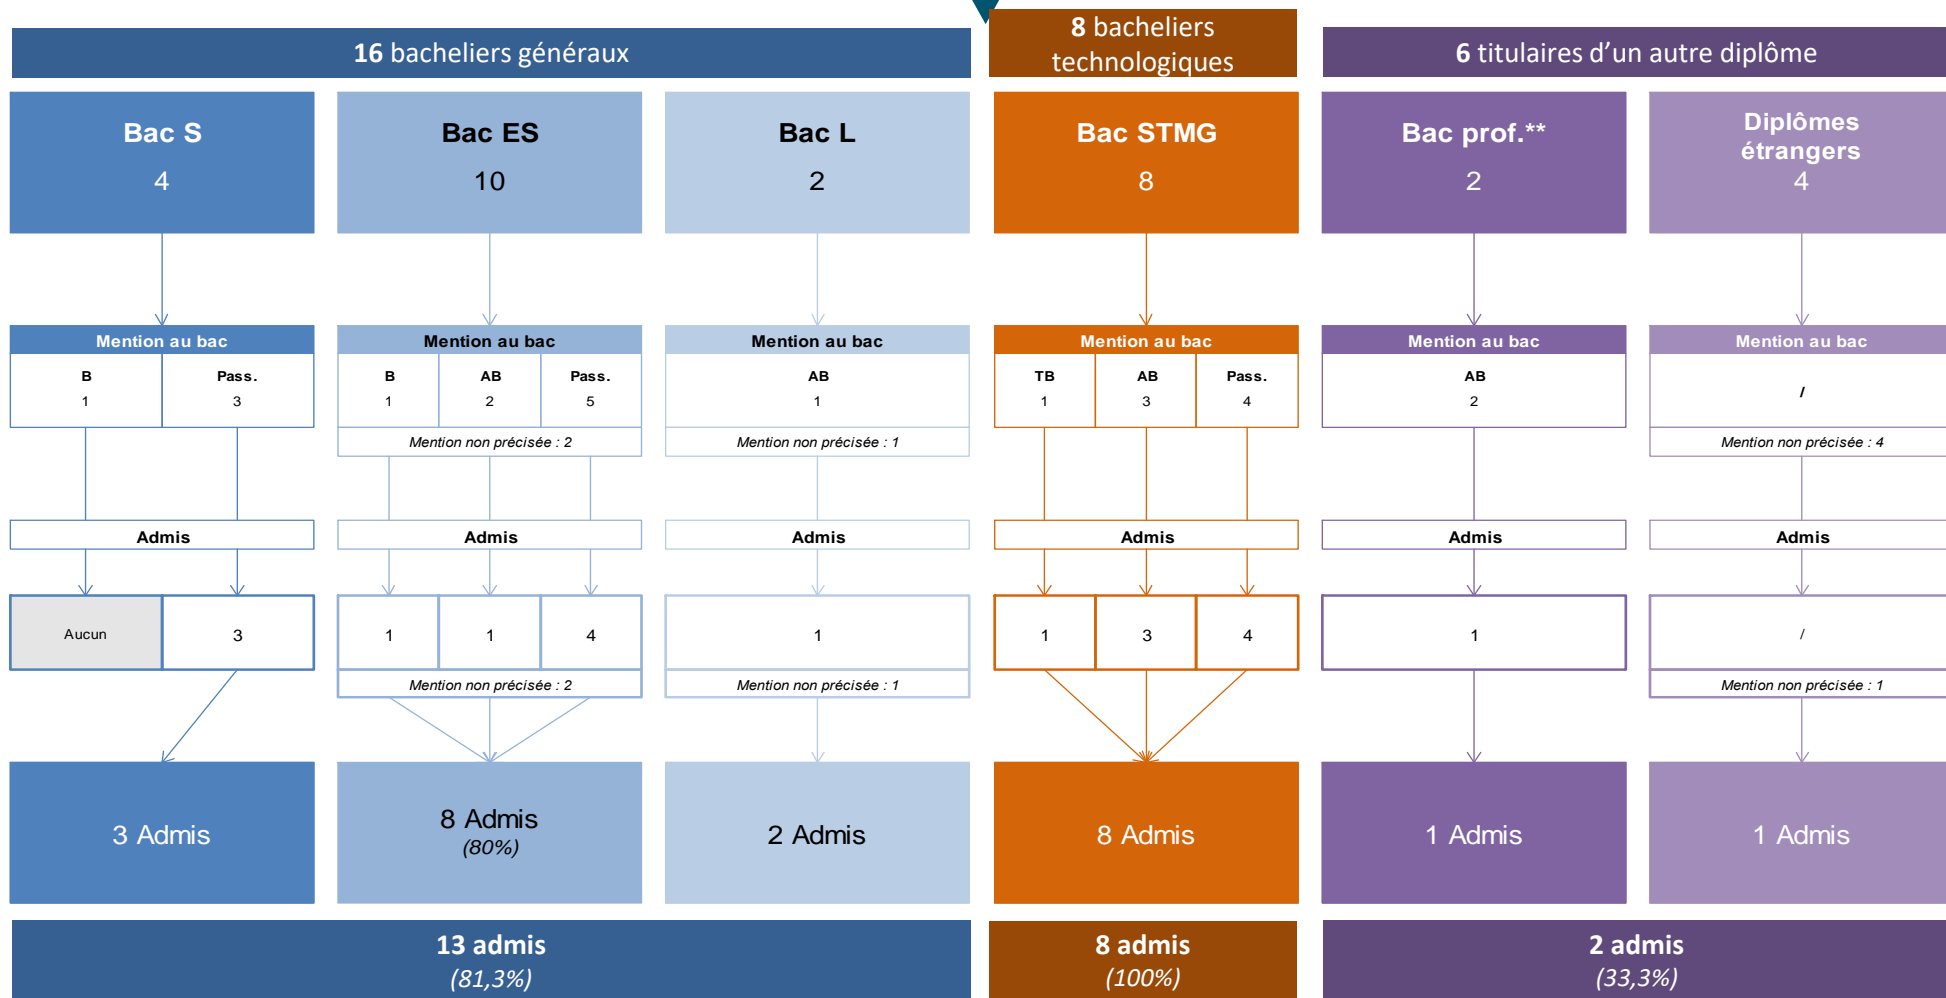 16 bacheliers généraux
8 bacheliers
technologiques
6 titulaires d'un autre diplôme
Bac S
4
Bac ES
10
Bac L
2
Bac STMG
8
Bac prof.**
2
Diplômes
étrangers
4
Mention au bac
B
1
Pass.
3
Mention au bac
B
1
AB
2
Pass.
5
Mention non précisée : 2
Mention au bac
AB
1
Mention non précisée : 1
Mention au bac
TB
1
AB
3
Pass.
4
Mention au bac
AB
2
Mention au bac
/
Mention non précisée : 4
Admis
Admis
Admis
Admis
Admis
Admis
Aucun
3
1
1
4
Mention non précisée : 2
1
Mention non précisée : 1
1
3
4
1
/
Mention non précisée : 1
3 Admis
8 Admis
(80%)
2 Admis
8 Admis
1 Admis
1 Admis
13 admis
(81,3%)
8 admis
(100%)
2 admis
(33,3%)